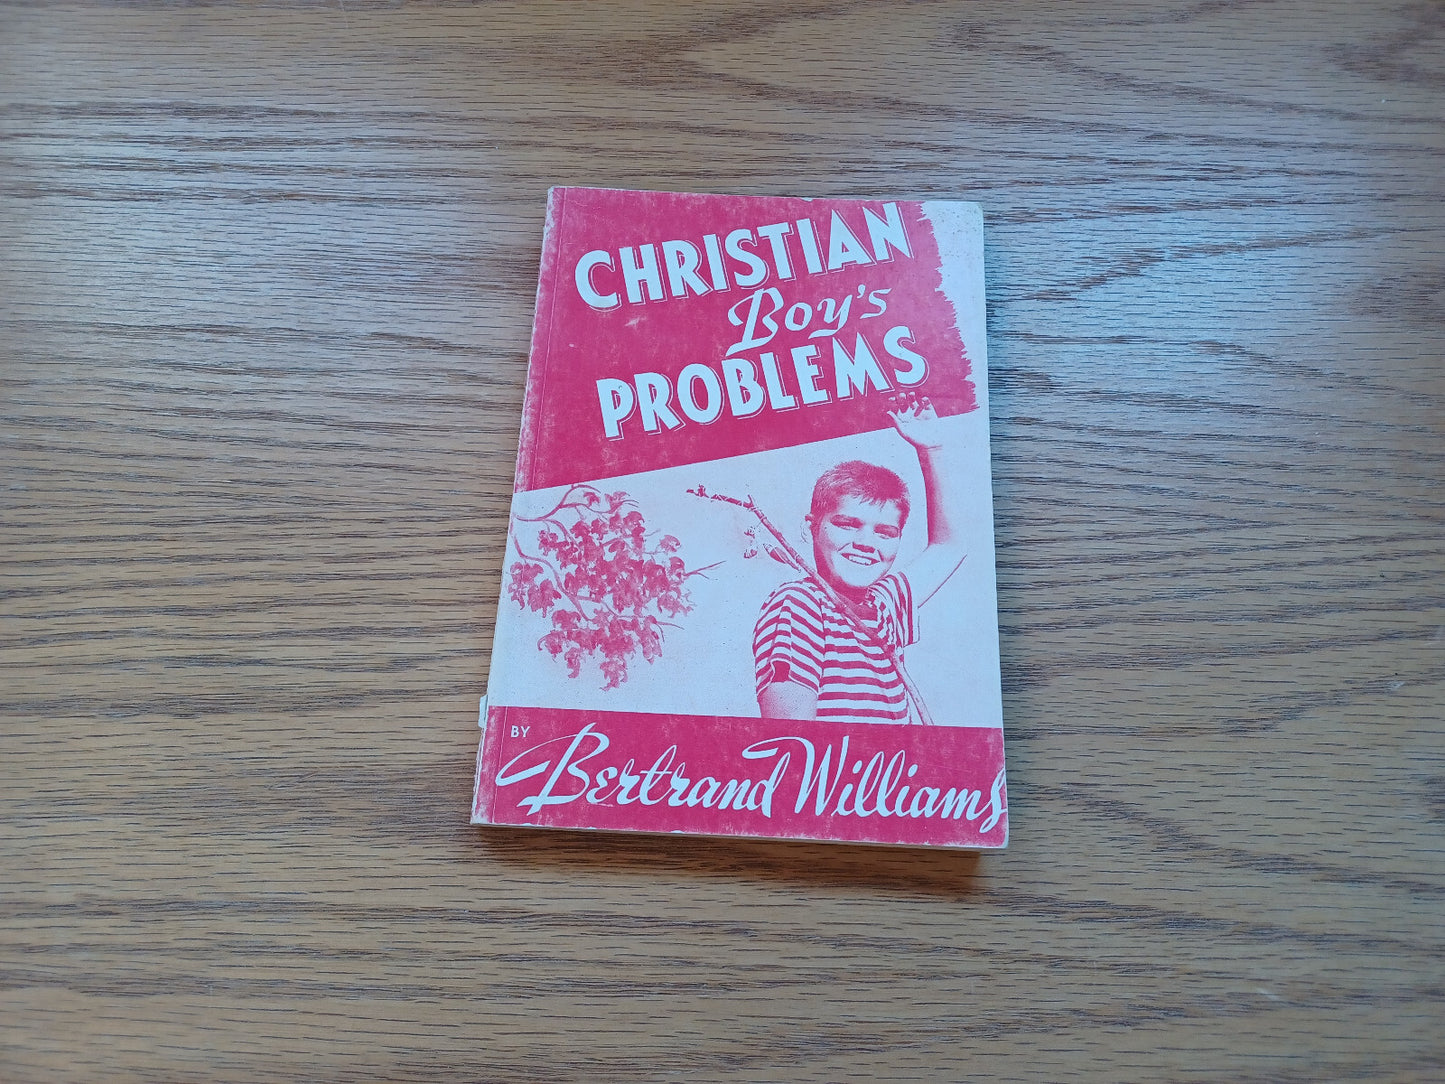 CHRISTIAN
Boy's
PROBLEMS
BY
Bertrand Williams